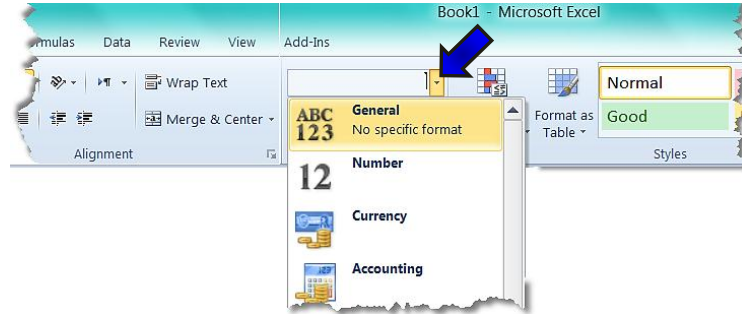 Book1 - Microsoft Excel
Data Review View Add-Ins
Wrap Text
Merge & Center
Alignment
ABC
123
General
No specific format
12
Number
Currency
Accounting
Format as
Table
Normal
Good
Styles